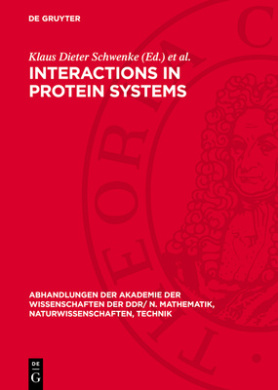 DE GRUYTER
Klaus Dieter Schwenke (Ed.) et al.
INTERACTIONS IN
PROTEIN SYSTEMS
ABHANDLUNGEN DER AKADEMIE DER
WISSENSCHAFTEN DER DDR/ N. MATHEMATIK,
NATURWISSENSCHAFTEN, TECHNIK
DE
G